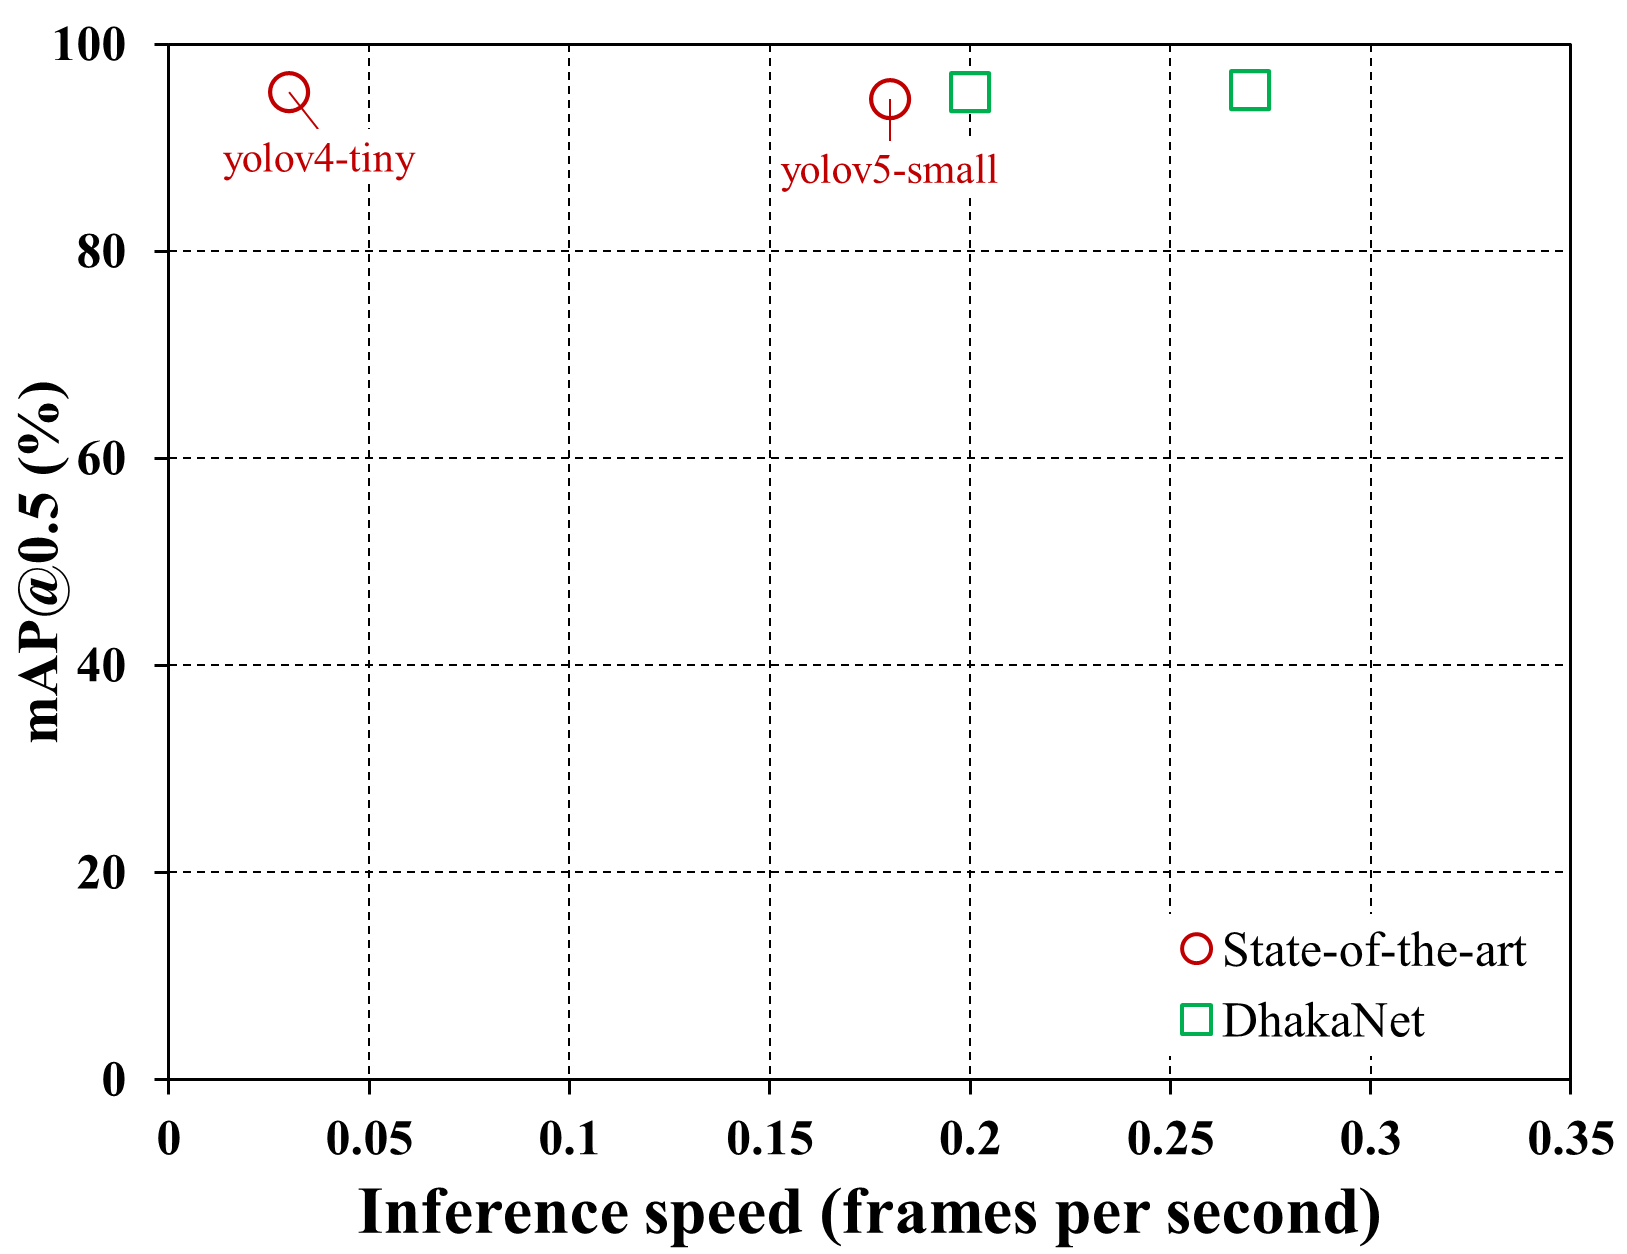 100
80
60
40
20
0
mAP@0.5 (%)
yolov4-tiny
yolov5-small
State-of-the-art
DhakaNet
0 0.05 0.1 0.15 0.2 0.25 0.3 0.35
Inference speed (frames per second)